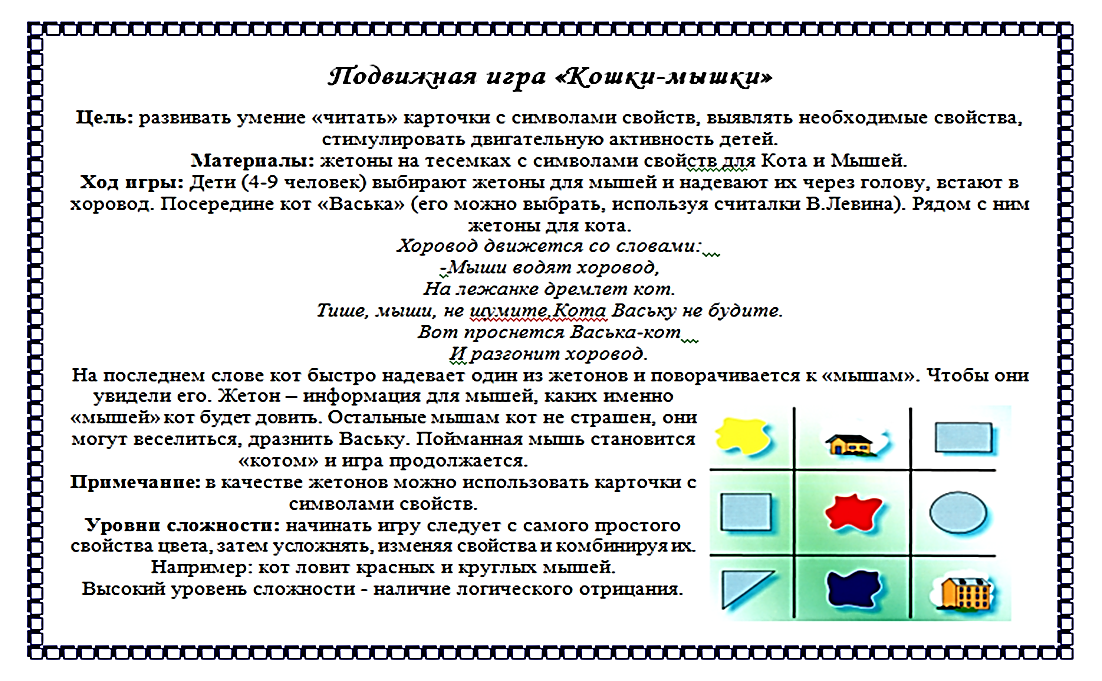 Подвижная игра «Кошки-мышки»
Цель: развивать умение «читать» карточки с символами свойств, выявлять необходимые свойства,
стимулировать двигательную активность детей.
Материалы: жетоны на тесемках с символами свойств для Кота и Мышей.
Ход игры: Дети (4-9 человек) выбирают жетоны для мышей и надевают их через голову, встают в
хоровод. Посередине кот «Васька» (его можно выбрать, используя считалки В.Левина). Рядом с ним
жетоны для кота.
Хоровод движется со словами:
-Мыши водят хоровод,
На лежанке дремлет кот.
Тише, мыши, не шумите,Кота Ваську не будите.
Вот проснется Васька-кот
И разгонит хоровод.
На последнем слове кот быстро надевает один из жетонов и поворачивается к «мышам». Чтобы они
увидели его. Жетон – информация для мышей, каких именно
«мышей» кот будет довить. Остальные мышам кот не страшен, они
могут веселиться, дразнить Ваську. Пойманная мышь становится
«котом» и игра продолжается.
Примечание: в качестве жетонов можно использовать карточки с
символами свойств.
Уровни сложности: начинать игру следует с самого простого
свойства цвета, затем усложнять, изменяя свойства и комбинируя их.
Например: кот ловит красных и круглых мышей.
Высокий уровень сложности - наличие логического отрицания.